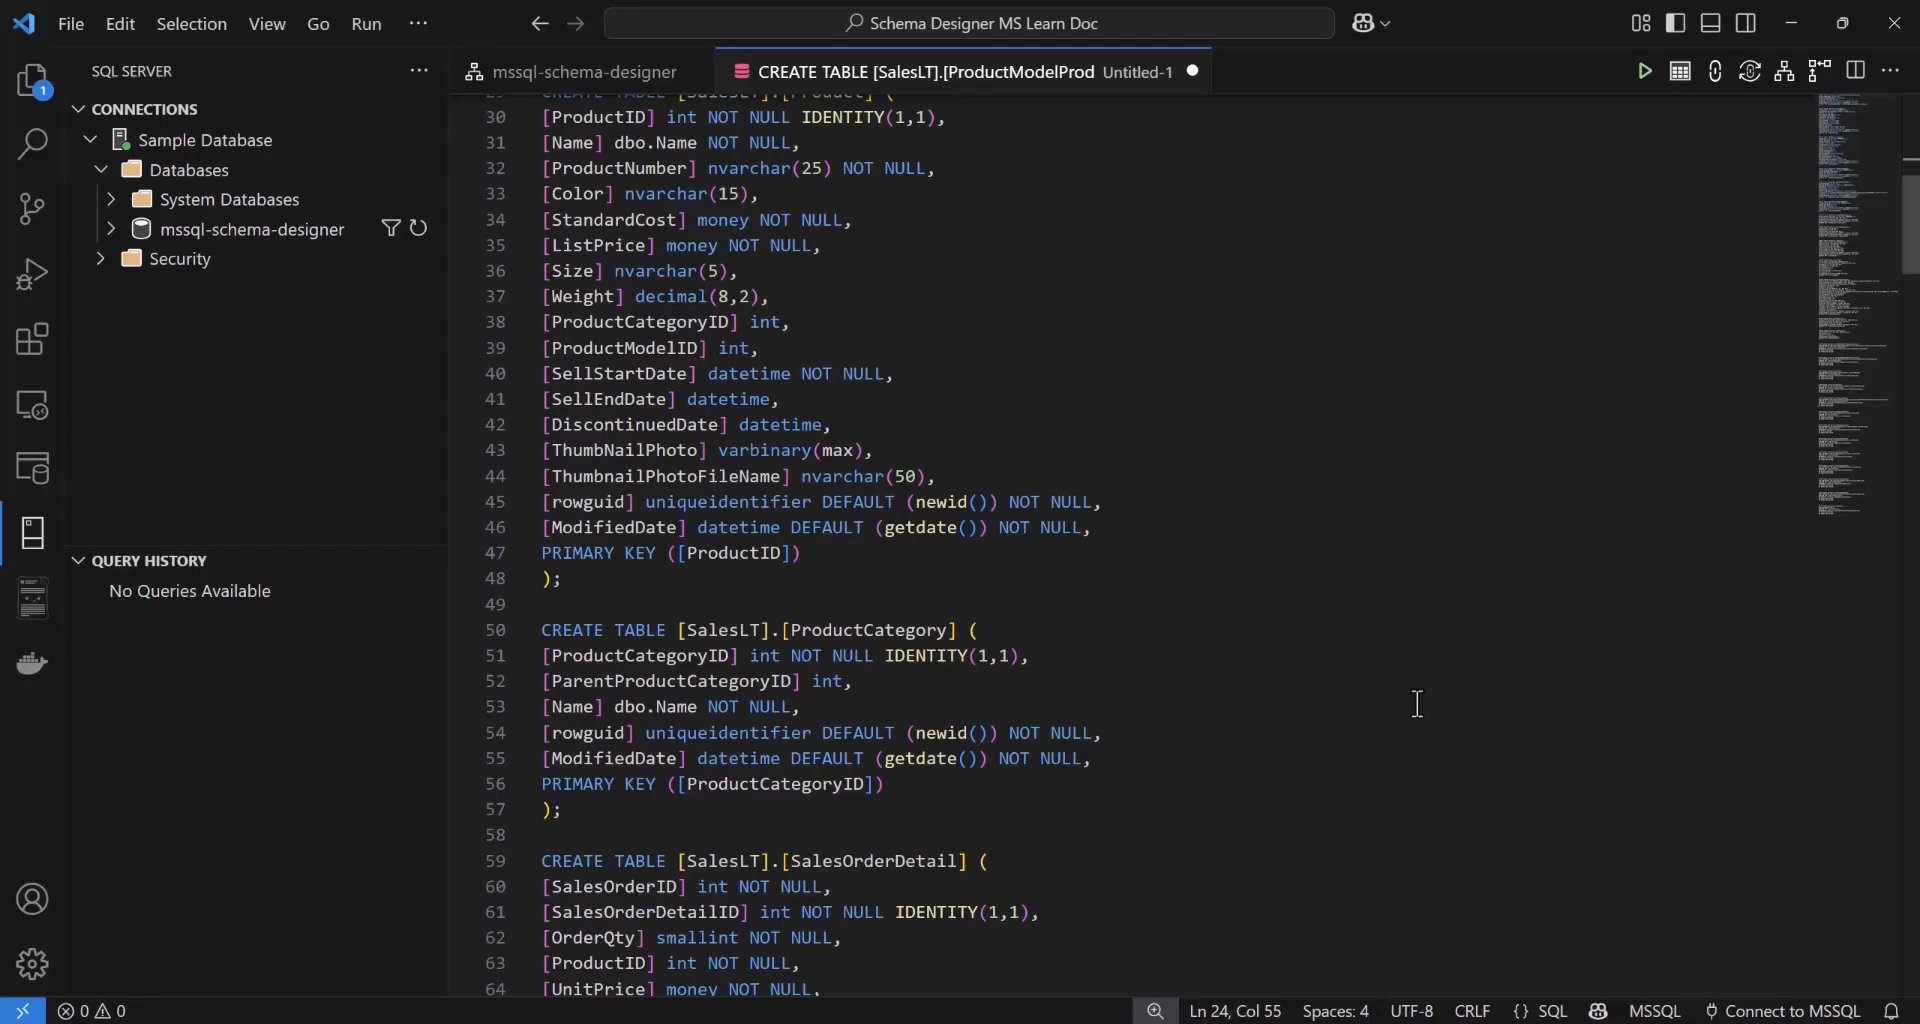 File Edit Selection View Go Run ···
Schema Designer MS Learn Doc
SQL SERVER
mssql-schema-designer
CREATE TABLE [SalesLT].[ProductModelProd Untitled-1
1
CONNECTIONS
Sample Database
Databases
System Databases
mssql-schema-designer
Security
QUERY HISTORY
No Queries Available
29 CREATE TABLE [SalesLT].[Product] (
30 [ProductID] int NOT NULL IDENTITY(1,1),
31 [Name] dbo.Name NOT NULL,
32 [ProductNumber] nvarchar(25) NOT NULL,
33 [Color] nvarchar(15),
34 [StandardCost] money NOT NULL,
35 [ListPrice] money NOT NULL,
36 [Size] nvarchar(5),
37 [Weight] decimal(8,2),
38 [ProductCategoryID] int,
39 [ProductModelID] int,
40 [SellStartDate] datetime NOT NULL,
41 [SellEndDate] datetime,
42 [DiscontinuedDate] datetime,
43 [ThumbNailPhoto] varbinary(max),
44 [ThumbnailPhotoFileName] nvarchar(50),
45 [rowguid] uniqueidentifier DEFAULT (newid()) NOT NULL,
46 [ModifiedDate] datetime DEFAULT (getdate()) NOT NULL,
47 PRIMARY KEY ([ProductID])
48 );
49
50 CREATE TABLE [SalesLT].[ProductCategory] (
51 [ProductCategoryID] int NOT NULL IDENTITY(1,1),
52 [ParentProductCategoryID] int,
53 [Name] dbo.Name NOT NULL,
54 [rowguid] uniqueidentifier DEFAULT (newid()) NOT NULL,
55 [ModifiedDate] datetime DEFAULT (getdate()) NOT NULL,
56 PRIMARY KEY ([ProductCategoryID])
57 );
58
59 CREATE TABLE [SalesLT].[SalesOrderDetail] (
60 [SalesOrderID] int NOT NULL,
61 [SalesOrderDetailID] int NOT NULL IDENTITY(1,1),
62 [OrderQty] smallint NOT NULL,
63 [ProductID] int NOT NULL,
64 [UnitPrice] money NOT NULL,
0 0 Ln 24, Col 55 Spaces: 4 UTF-8 CRLF {} SQL MSSQL Connect to MSSQL